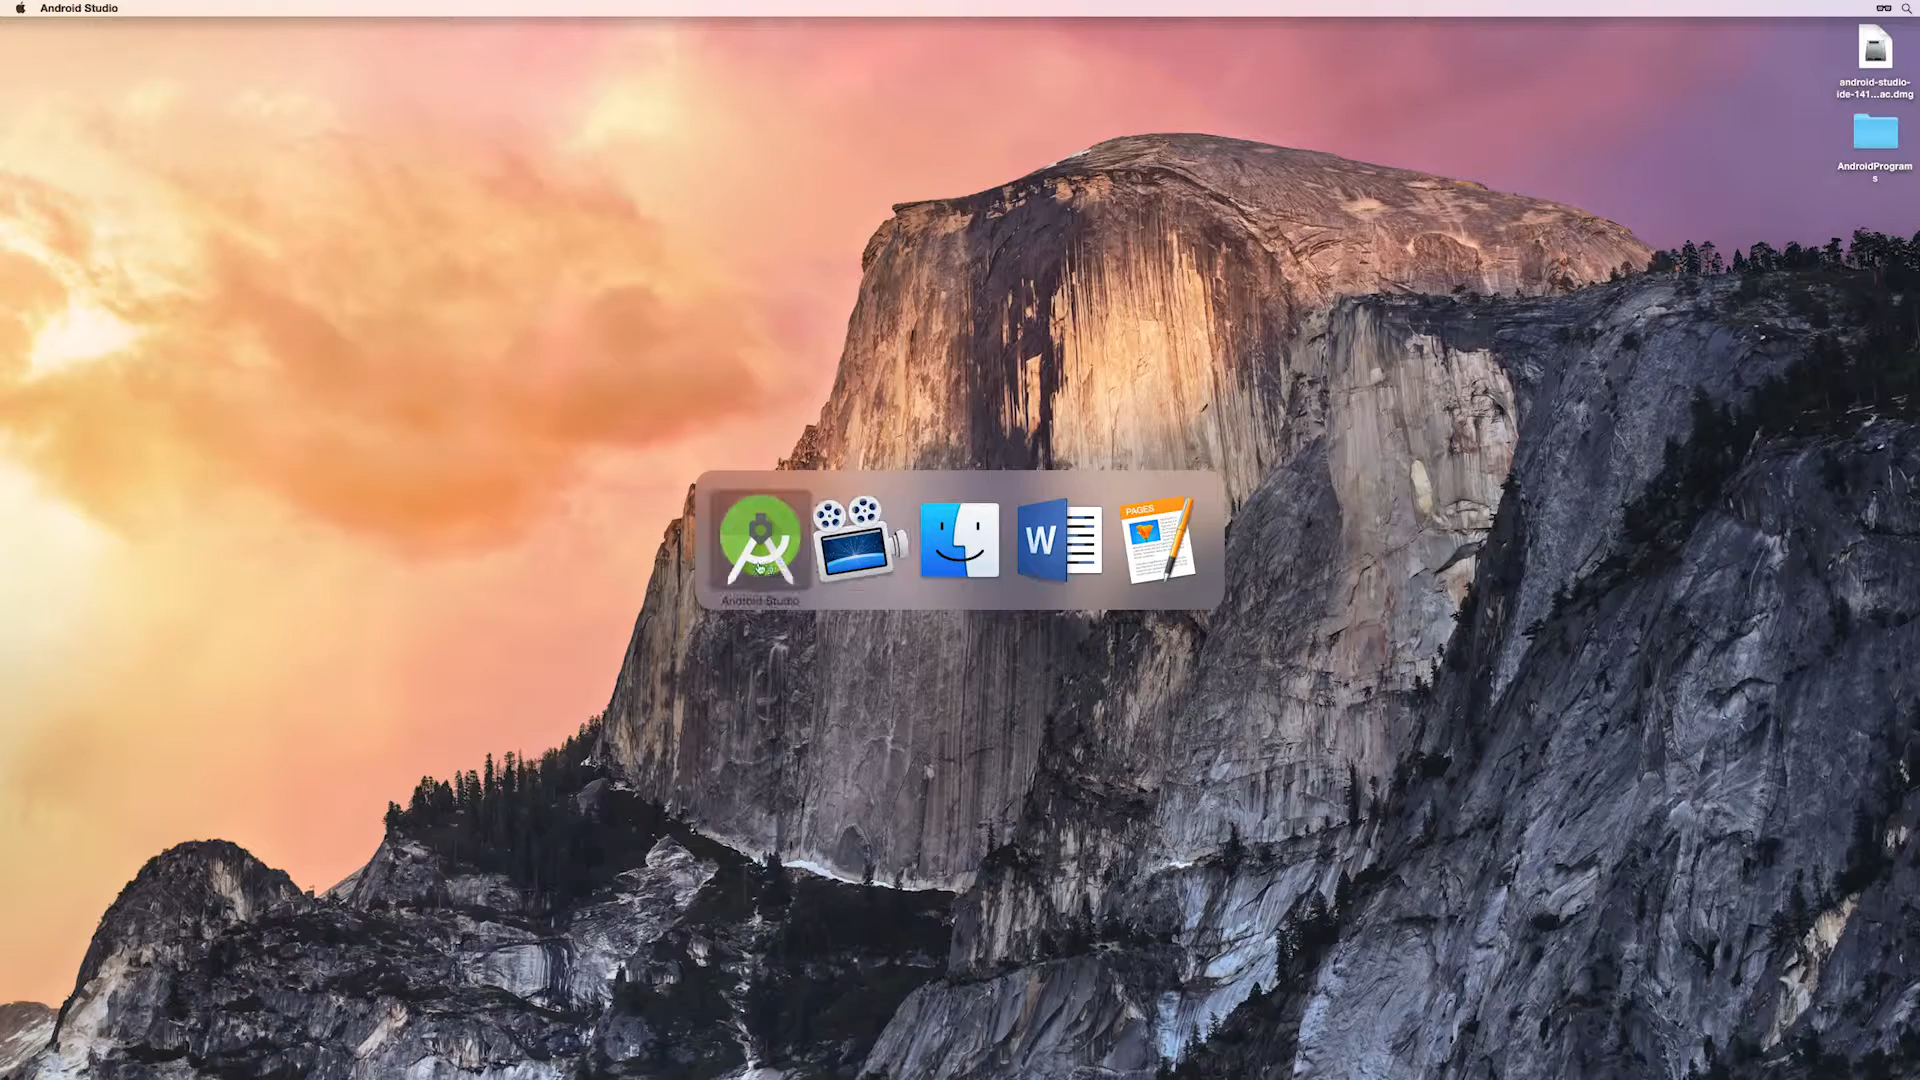 Android Studio
android-studio-
ide-141...ac.dmg
AndroidProgram
s
W
PAGES
Android Studio